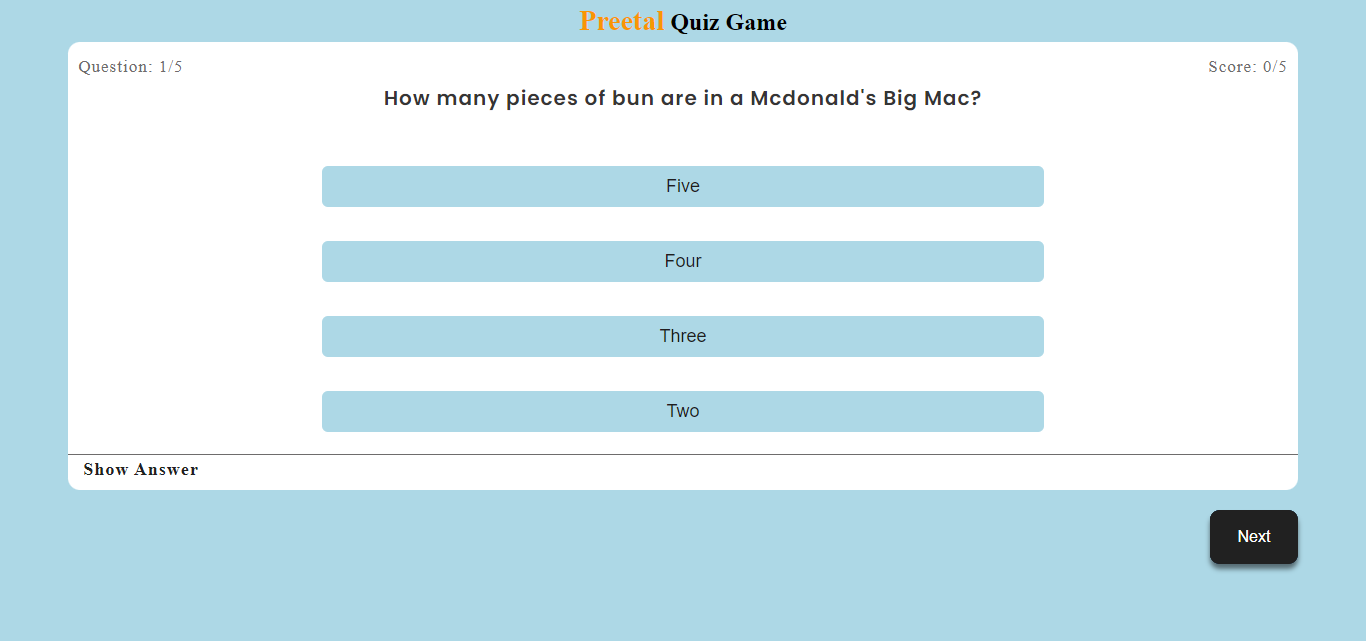 Preetal Quiz Game
Question: 1/5
Score: 0/5
How many pieces of bun are in a Mcdonald's Big Mac?
Five
Four
Three
Two
Show Answer
Next